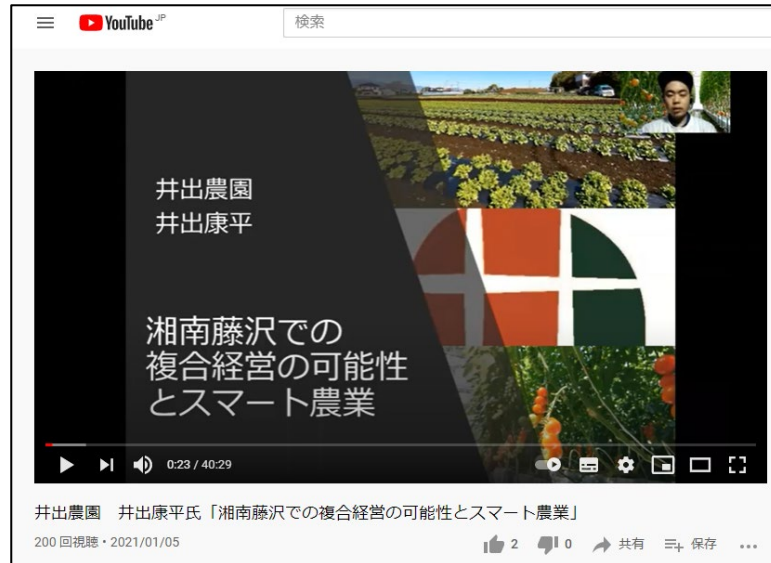 YouTube JP
検索
井出農園
井出康平
湘南藤沢での
複合経営の可能性
とスマート農業
0:23 / 40:29
井出農園　井出康平氏「湘南藤沢での複合経営の可能性とスマート農業」
200 回視聴・2021/01/05
2 0 共有 保存